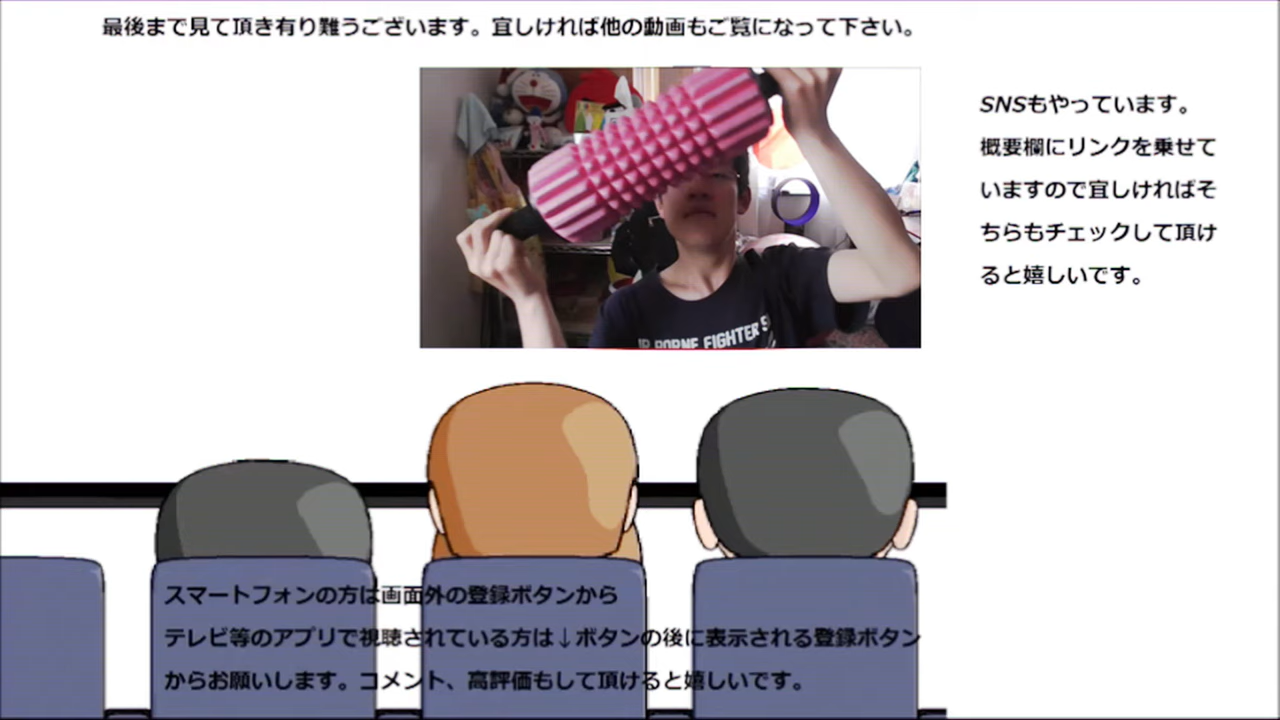 最後まで見て頂き有り難うございます。宜しければ他の動画もご覧になって下さい。
SNSもやっています。
概要欄にリンクを乗せて
いますので宜しければそ
ちらもチェックして頂け
ると嬉しいです。
FIGHTER
スマートフォンの方は画面外の登録ボタンから
テレビ等のアプリで視聴されている方は↓ボタンの後に表示される登録ボタン
からお願いします。コメント、高評価もして頂けると嬉しいです。